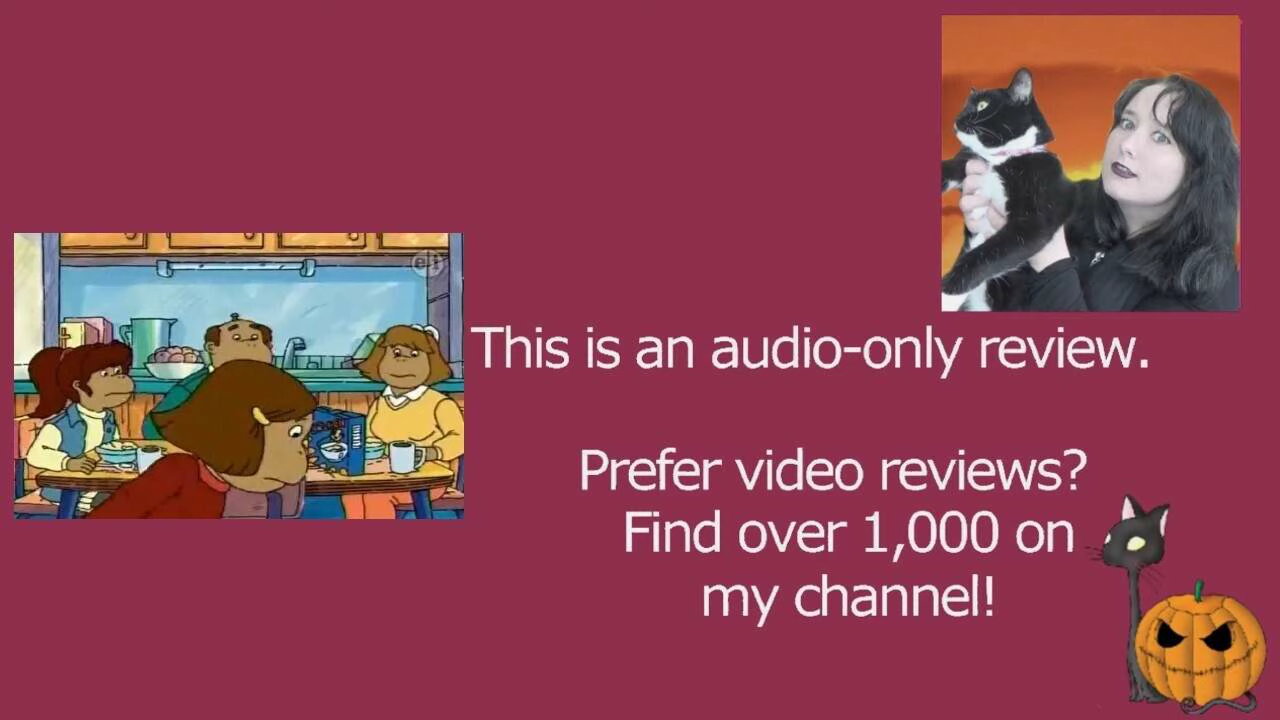 This is an audio-only review.
Prefer video reviews?
Find over 1,000 on
my channel!